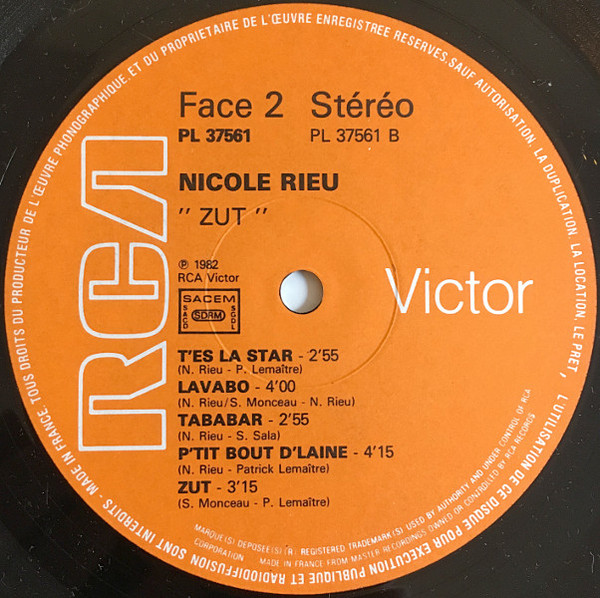 MADE IN FRANCE. TOUS DROITS DU PRODUCTEUR DE L'ŒUVRE PHONOGRAPHIQUE. ET DU PROPRIETAIRE DE L'ŒUVRE ENREGISTREE RESERVES. SAUF AUTORISATION, LA DUPLICATION, LA LOCATION, LE PRET, L'UTILISATION DE CE DISQUE POUR EXECUTION PUBLIQUE ET RADIODIFFUSION SONT INTERDITS -
RCA
Face 2 Stéréo
PL 37561 PL 37561 B
NICOLE RIEU
" ZUT "
℗ 1982
RCA Victor
SACEM
SACD SDRM SGDL
Victor
T'ES LA STAR - 2'55
(N. Rieu - P. Lemaître)
LAVABO - 4'00
(N. Rieu/S. Monceau - N. Rieu)
TABABAR - 2'55
(N. Rieu - S. Sala)
P'TIT BOUT D'LAINE - 4'15
(N. Rieu - Patrick Lemaître)
ZUT - 3'15
(S. Monceau - P. Lemaître)
MARQUE(S) DEPOSEE(S) (R) REGISTERED TRADEMARK(S) USED BY AUTHORITY AND UNDER CONTROL OF RCA
CORPORATION MADE IN FRANCE FROM MASTER RECORDINGS OWNED OR CONTROLLED BY RCA RECORDS